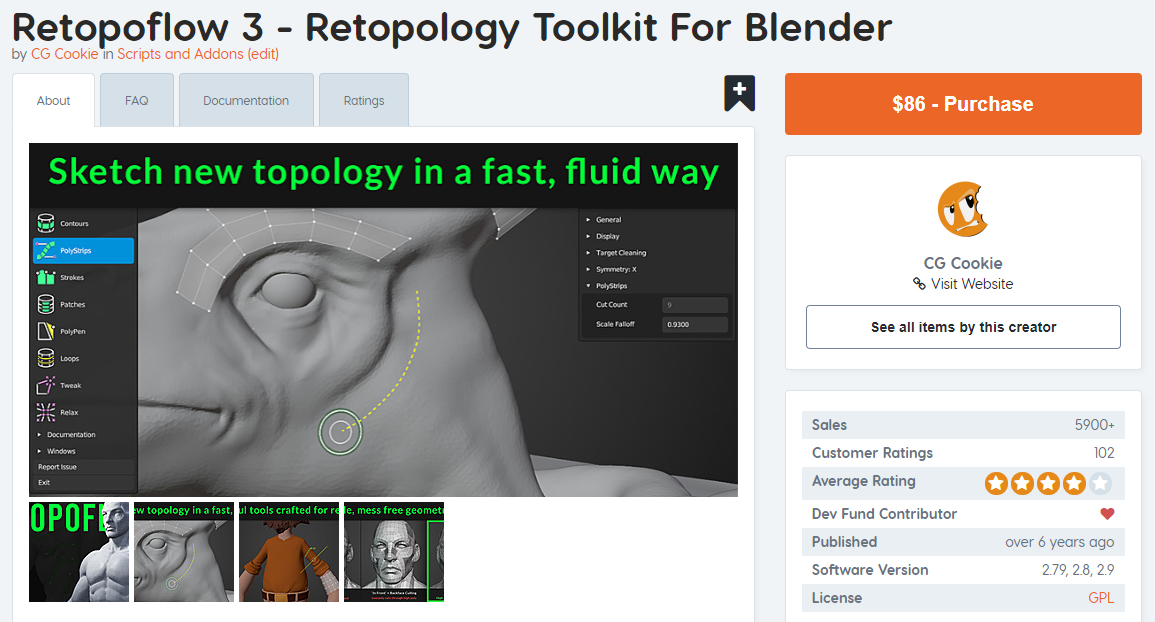 Retopoflow 3 - Retopology Toolkit For Blender
by CG Cookie in Scripts and Addons (edit)
About
FAQ
Documentation
Ratings
$86 - Purchase
Sketch new topology in a fast, fluid way
Contours
PolyStrips
Strokes
Patches
PolyPen
Loops
Tweak
Relax
Documentation
Windows
Report Issue
Exit
General
Display
Target Cleaning
Symmetry: X
PolyStrips
Cut Count 9
Scale Falloff 0.9300
OPOF
ew topology in a fast,
ul tools crafted for re
le, mess free geomet
CG Cookie
Visit Website
See all items by this creator
Sales 5900+
Customer Ratings 102
Average Rating
Dev Fund Contributor
Published over 6 years ago
Software Version 2.79, 2.8, 2.9
License GPL